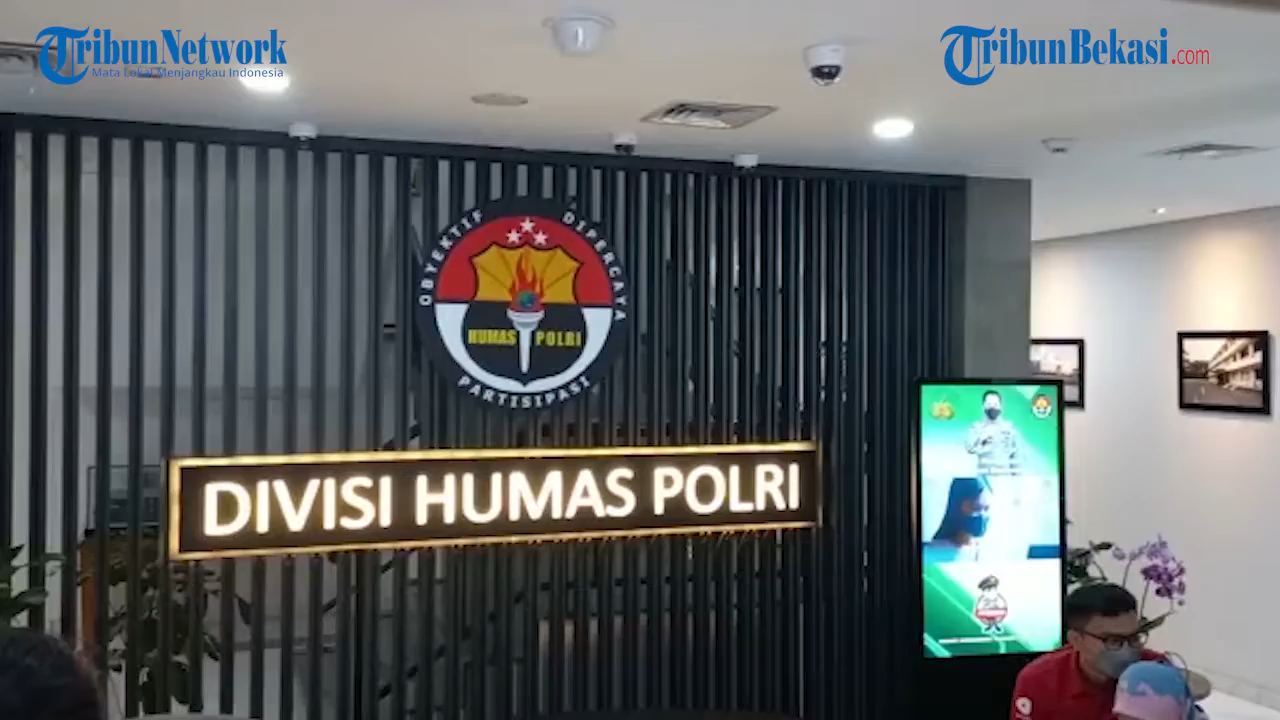 TribunNetwork
Mata Lokal Menjangkau Indonesia
TribunBekasi.com
OBYEKTIF DIPERCAYA
HUMAS POLRI
PARTISIPASI
DIVISI HUMAS POLRI